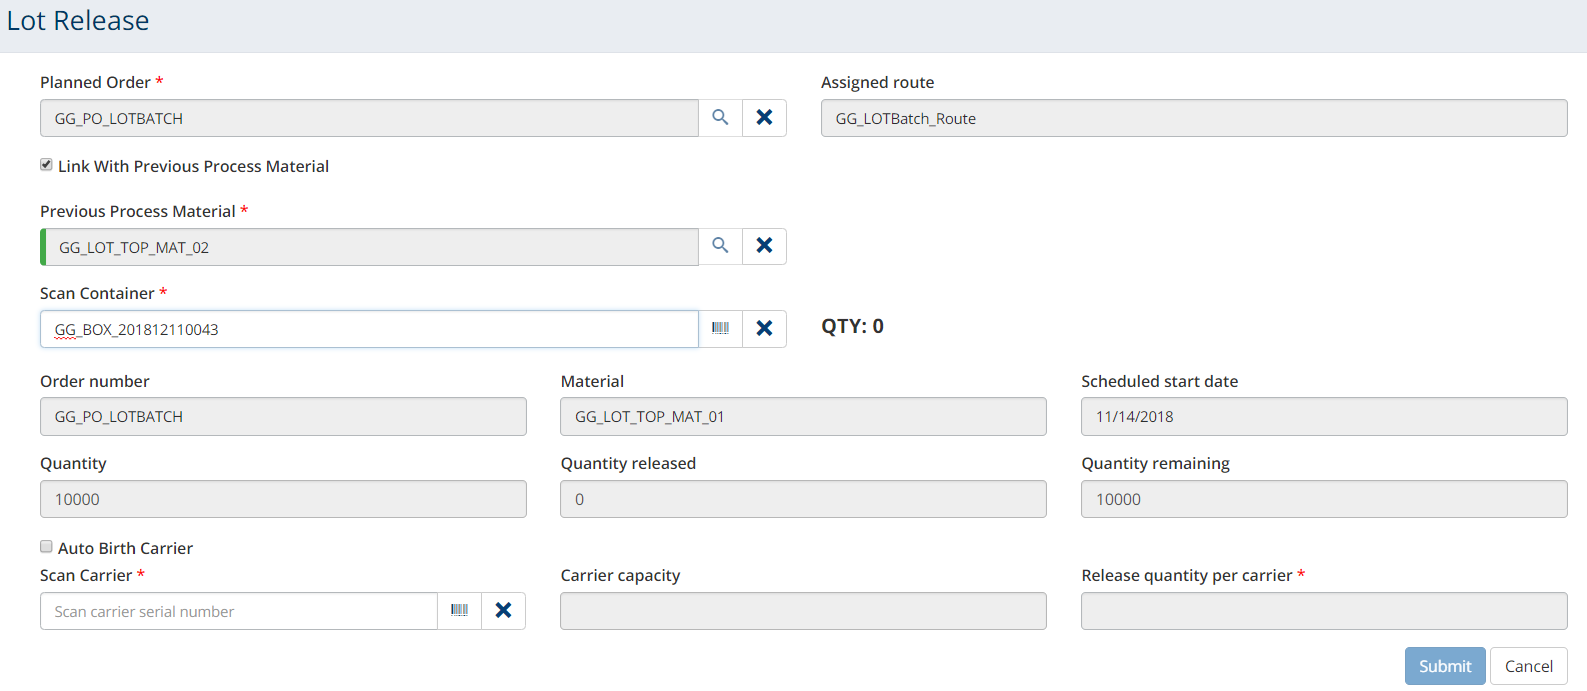 Lot Release
Planned Order *
Assigned route
GG_PO_LOTBATCH
GG_LOTBatch_Route
Link With Previous Process Material
Previous Process Material *
GG_LOT_TOP_MAT_02
Scan Container *
GG_BOX_201812110043
QTY: 0
Order number
Material
Scheduled start date
GG_PO_LOTBATCH
GG_LOT_TOP_MAT_01
11/14/2018
Quantity
Quantity released
Quantity remaining
10000
0
10000
Auto Birth Carrier
Scan Carrier *
Carrier capacity
Release quantity per carrier *
Scan carrier serial number
Submit
Cancel